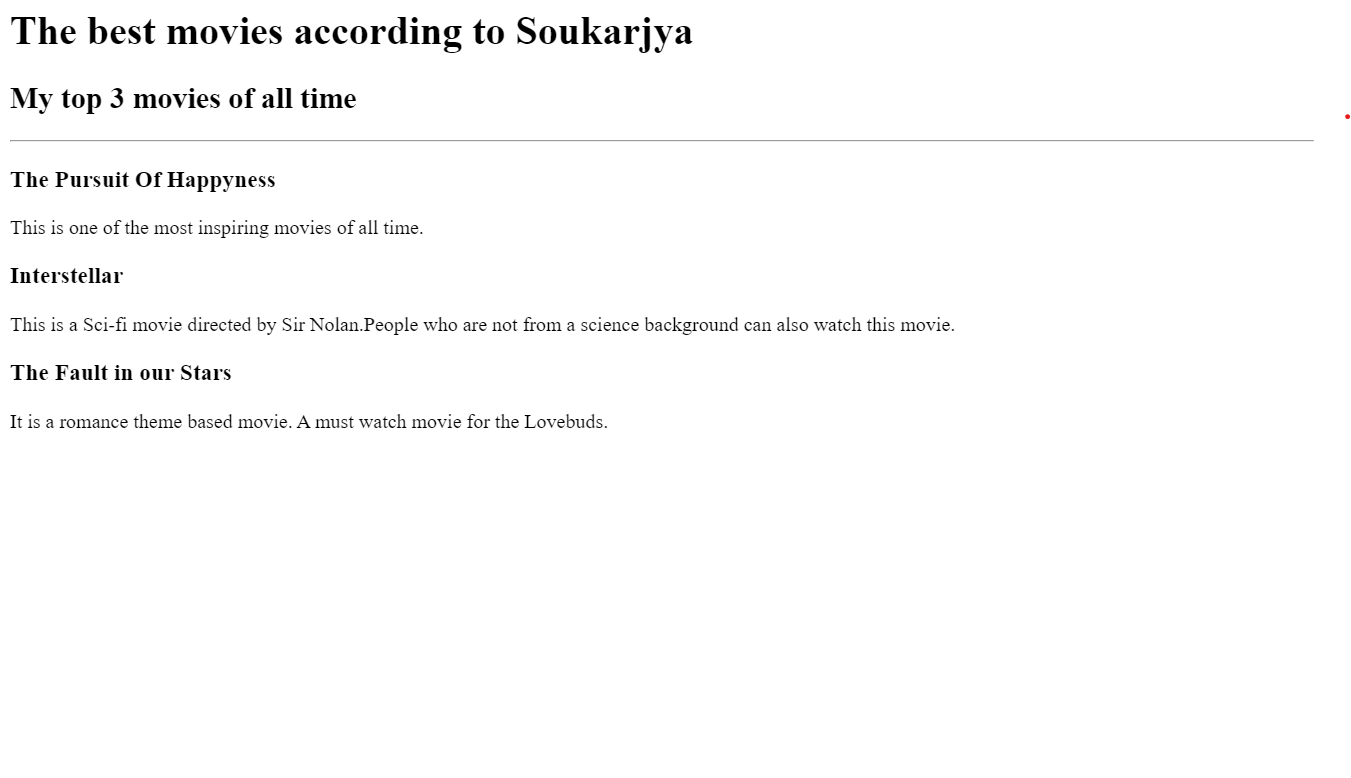 The best movies according to Soukarjya
My top 3 movies of all time
The Pursuit Of Happyness
This is one of the most inspiring movies of all time.
Interstellar
This is a Sci-fi movie directed by Sir Nolan.People who are not from a science background can also watch this movie.
The Fault in our Stars
It is a romance theme based movie. A must watch movie for the Lovebuds.